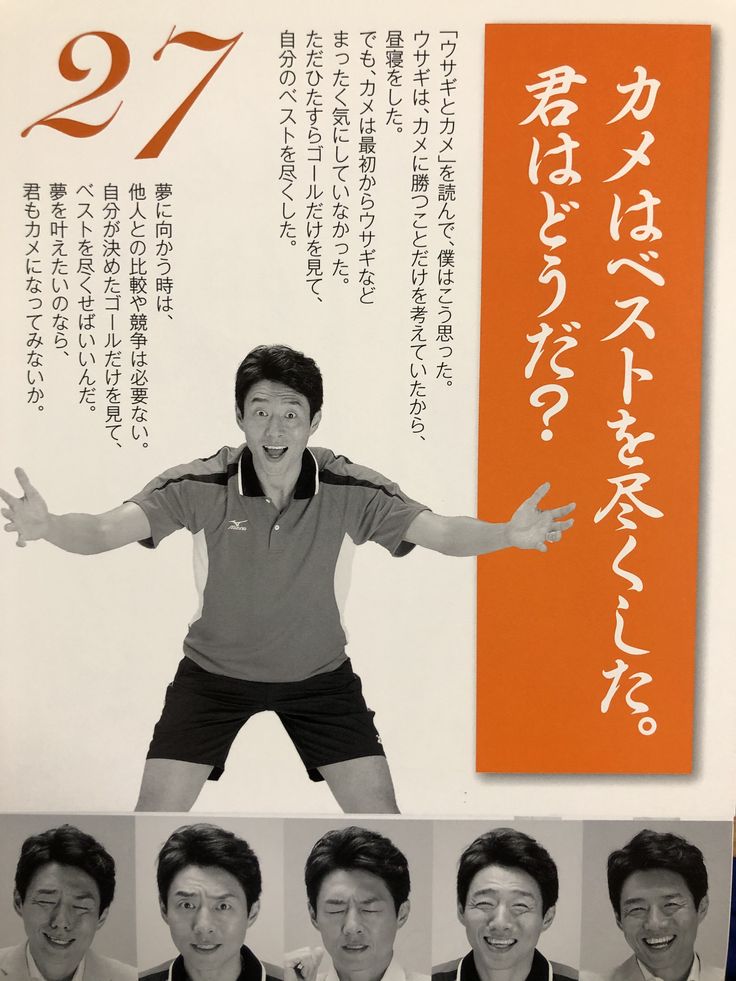 カメはベストを尽くした。
君はどうだ？
「ウサギとカメ」を読んで、僕はこう思った。
ウサギは、カメに勝つことだけを考えていたから、
昼寝をした。
でも、カメは最初からウサギなど
まったく気にしていなかった。
ただひたすらゴールだけを見て、
自分のベストを尽くした。
27
夢に向かう時は、
他人との比較や競争は必要ない。
自分が決めたゴールだけを見て、
ベストを尽くせばいいんだ。
夢を叶えたいのなら、
君もカメになってみないか。
MIZUNO